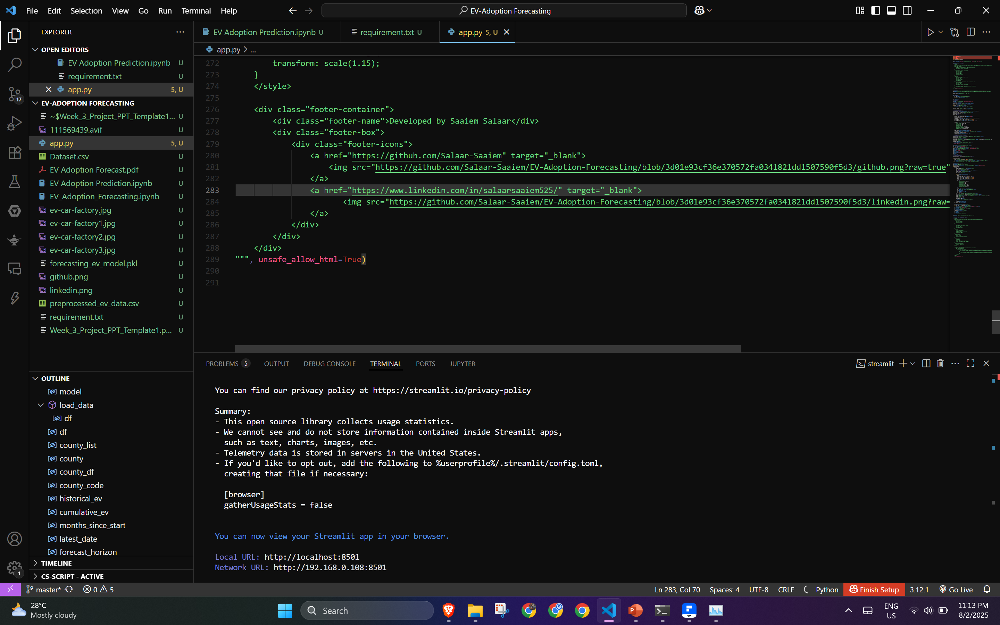 File Edit Selection View Go Run Terminal Help
EV-Adoption Forecasting
EXPLORER
OPEN EDITORS
EV Adoption Prediction.ipynb U
requirement.txt U
app.py 5, U
EV-ADOPTION FORECASTING
~$Week_3_Project_PPT_Template1... U
111569439.avif U
app.py 5, U
Dataset.csv U
EV Adoption Forecast.pdf U
EV Adoption Prediction.ipynb U
EV_Adoption_Forecasting.ipynb U
ev-car-factory.jpg U
ev-car-factory1.jpg U
ev-car-factory2.jpg U
ev-car-factory3.jpg U
forecasting_ev_model.pkl U
github.png U
linkedin.png U
preprocessed_ev_data.csv U
requirement.txt U
Week_3_Project_PPT_Template1.p... U
17
1
OUTLINE
model
load_data
df
df
county_list
county
county_df
county_code
historical_ev
cumulative_ev
months_since_start
latest_date
forecast_horizon
TIMELINE
CS-SCRIPT - ACTIVE
EV Adoption Prediction.ipynb U
requirement.txt U
app.py 5, U
app.py > ...
272 transform: scale(1.15);
273 }
274 </style>
275
276 <div class="footer-container">
277 <div class="footer-name">Developed by Saaiem Salaar</div>
278 <div class="footer-box">
279 <div class="footer-icons">
280 <a href="https://github.com/Salaar-Saaiem" target="_blank">
281 <img src="https://github.com/Salaar-Saaiem/EV-Adoption-Forecasting/blob/3d01e93cf36e370572fa0341821dd1507590f5d3/github.png?raw=true"
282 </a>
283 <a href="https://www.linkedin.com/in/salaarsaaiem525/" target="_blank">
284 <img src="https://github.com/Salaar-Saaiem/EV-Adoption-Forecasting/blob/3d01e93cf36e370572fa0341821dd1507590f5d3/linkedin.png?raw=
285 </a>
286 </div>
287 </div>
288 </div>
289 """, unsafe_allow_html=True)
290
291
PROBLEMS 5 OUTPUT DEBUG CONSOLE TERMINAL PORTS JUPYTER
streamlit
You can find our privacy policy at https://streamlit.io/privacy-policy
Summary:
- This open source library collects usage statistics.
- We cannot see and do not store information contained inside Streamlit apps,
such as text, charts, images, etc.
- Telemetry data is stored in servers in the United States.
- If you'd like to opt out, add the following to %userprofile%/.streamlit/config.toml,
creating that file if necessary:
[browser]
gatherUsageStats = false
You can now view your Streamlit app in your browser.
Local URL: http://localhost:8501
Network URL: http://192.168.0.108:8501
master* 0 5
Ln 283, Col 70 Spaces: 4 UTF-8 CRLF Python Finish Setup 3.12.1 Go Live
28°C
Mostly cloudy
Search
ENG
US
11:13 PM
8/2/2025